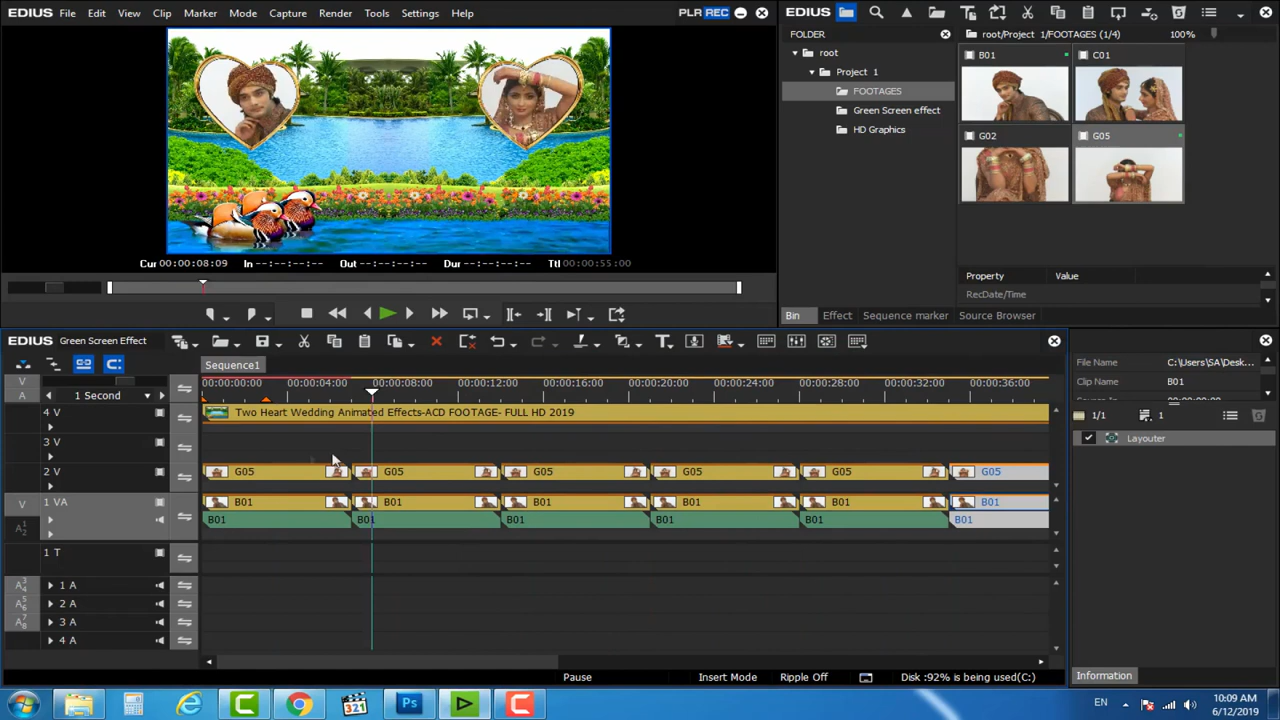 EDIUS File Edit View Clip Marker Mode Capture Render Tools Settings Help PLR REC
Cur 00:00:08:09 In --:--:--:-- Out --:--:--:-- Dur --:--:--:-- Ttl 00:00:55:00
EDIUS
FOLDER
root
Project 1
FOOTAGES
Green Screen effect
HD Graphics
root/Project 1/FOOTAGES (1/4) 100%
B01 C01
G02 G05
Property Value
RecDate/Time
Bin Effect Sequence marker Source Browser
EDIUS Green Screen Effect
Sequence1
V
A
1 Second
00:00:00:00 00:00:04:00 00:00:08:00 00:00:12:00 00:00:16:00 00:00:20:00 00:00:24:00 00:00:28:00 00:00:32:00 00:00:36:00
4 V Two Heart Wedding Animated Effects-ACD FOOTAGE- FULL HD 2019
3 V
2 V G05 G05 G05 G05 G05 G05
V 1 VA B01 B01 B01 B01 B01 B01
B01 B01 B01 B01 B01 B01
1 T
1 A
2 A
3 A
4 A
Pause Insert Mode Ripple Off Disk :92% is being used(C:)
File Name C:\Users\SA\Desk...
Clip Name B01
1/1 1
Layouter
Information
321 Ps
EN 10:09 AM
6/12/2019